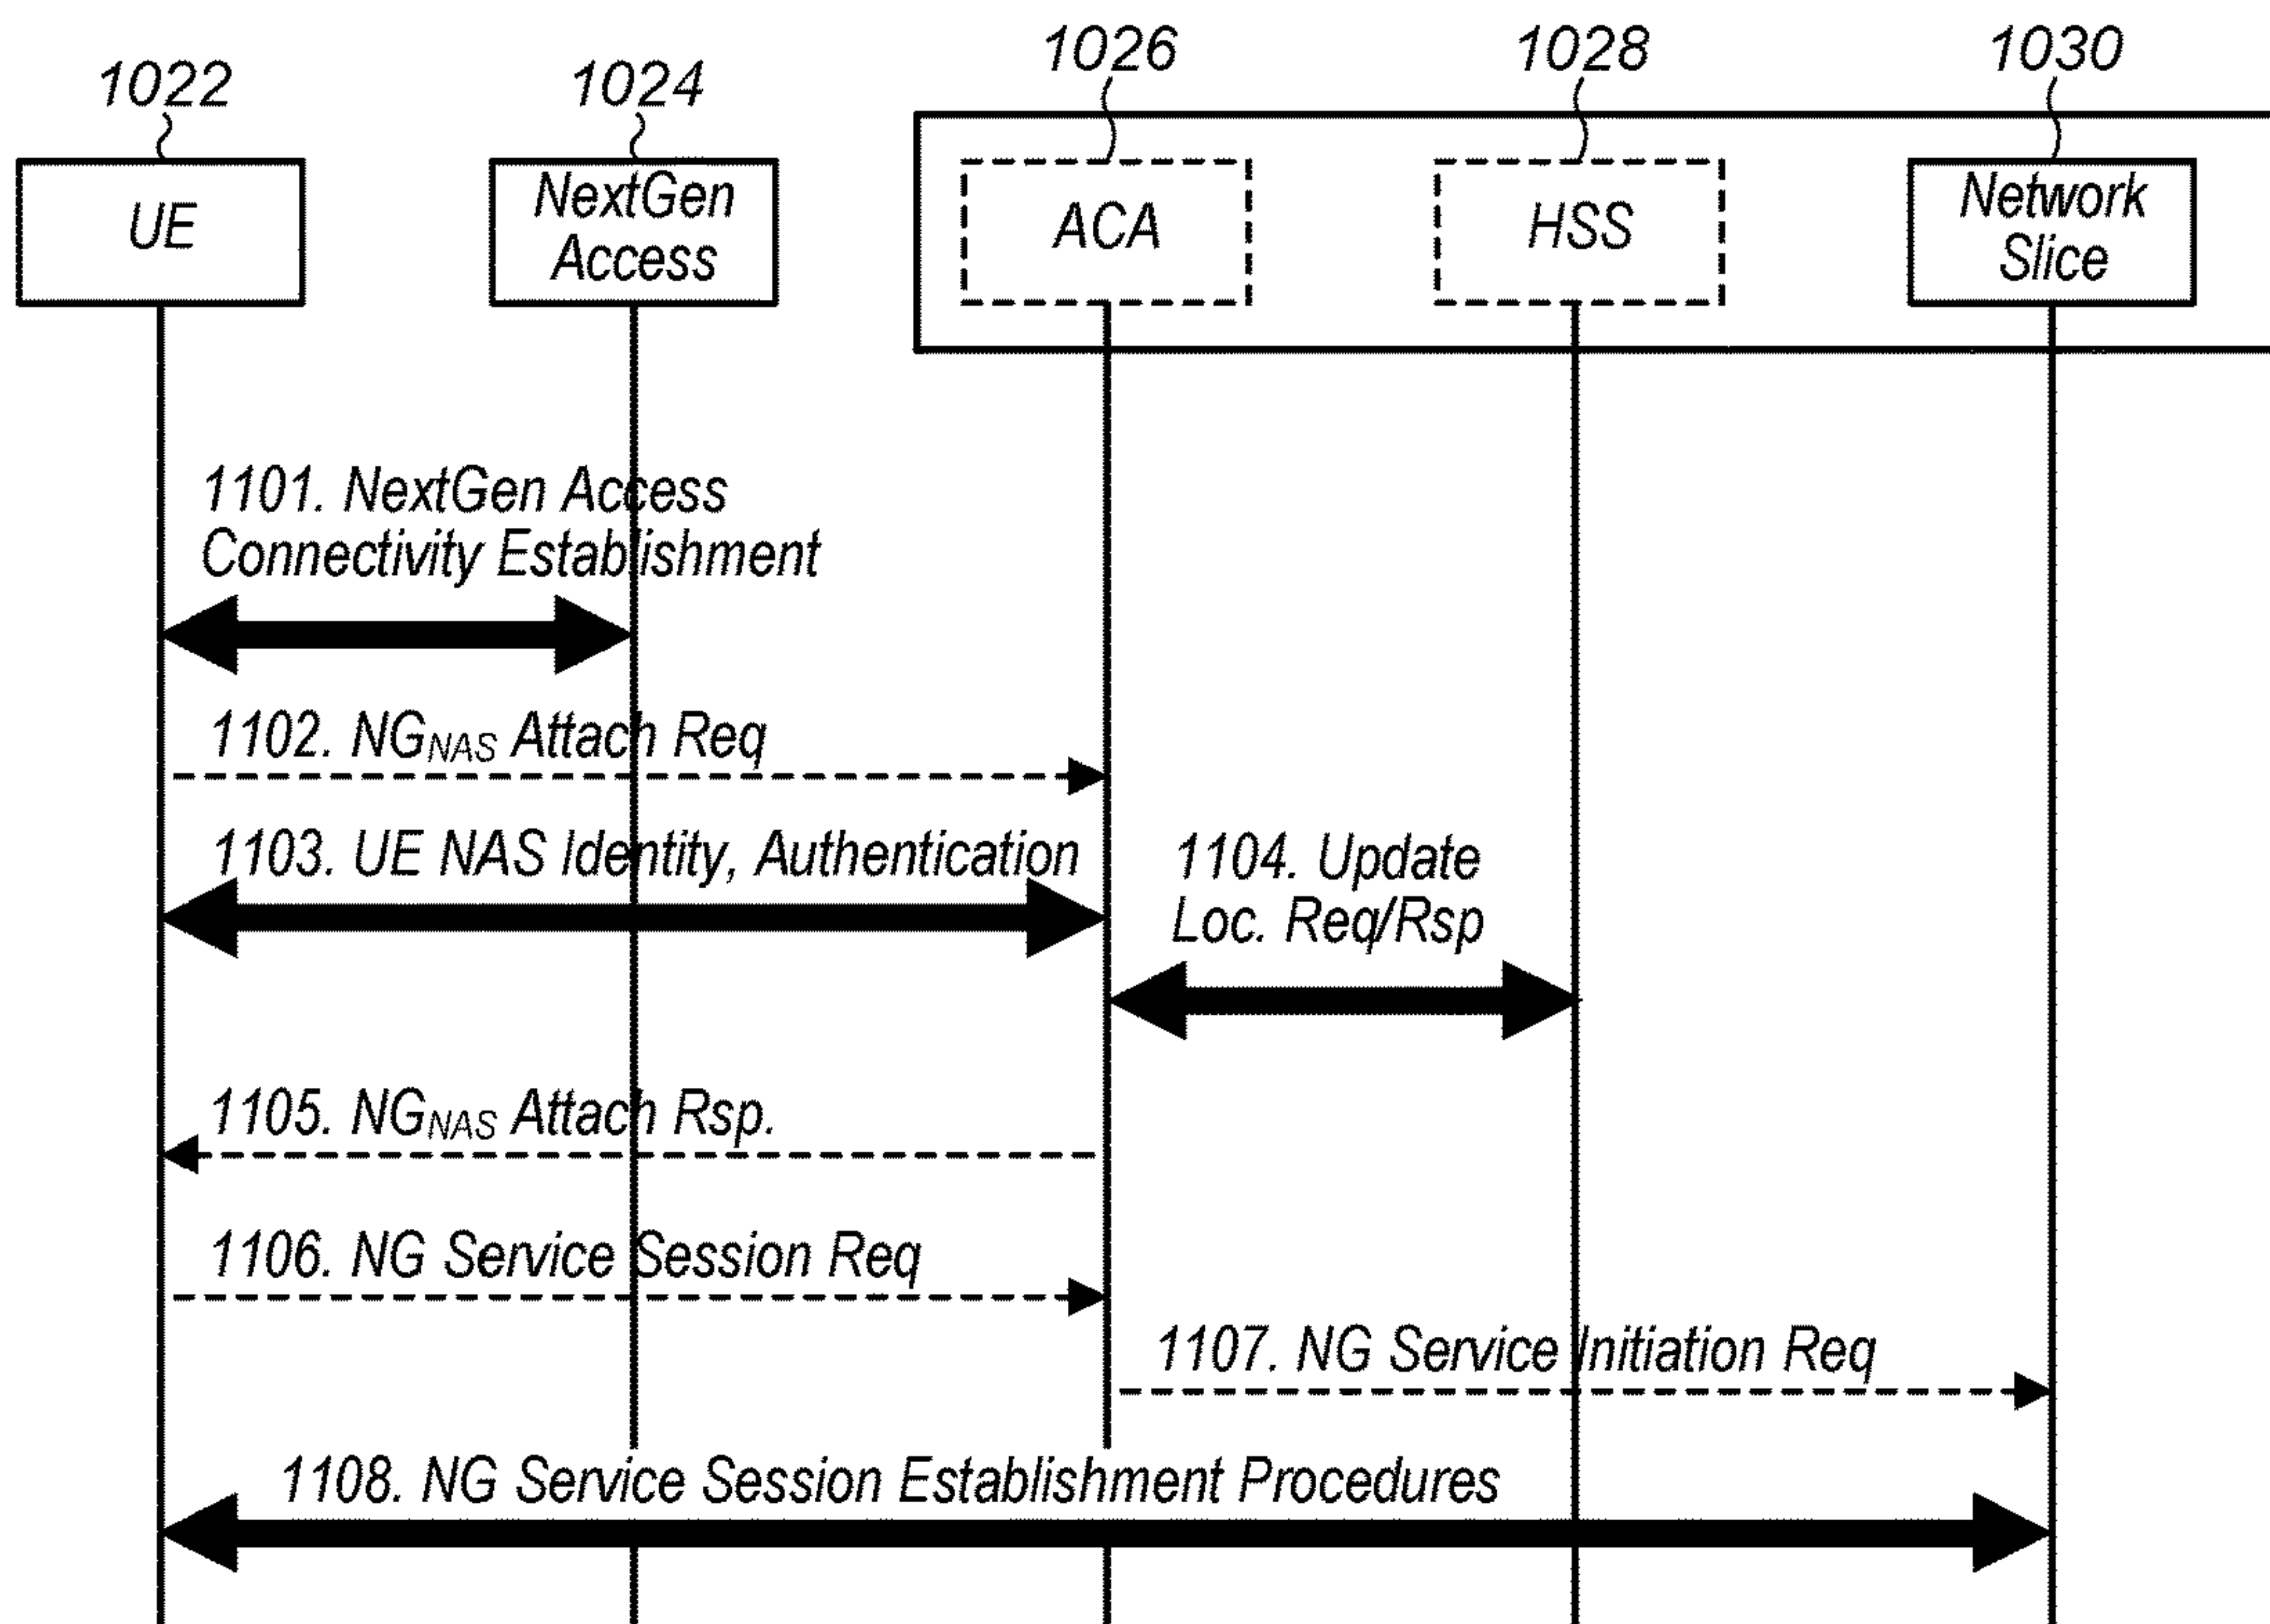 1022
1024
1026
1028
1030
UE
NextGen
Access
ACA
HSS
Network
Slice
1101. NextGen Access
Connectivity Establishment
1102. NGNAS Attach Req
1103. UE NAS Identity, Authentication
1104. Update
Loc. Req/Rsp
1105. NGNAS Attach Rsp.
1106. NG Service Session Req
1107. NG Service Initiation Req
1108. NG Service Session Establishment Procedures